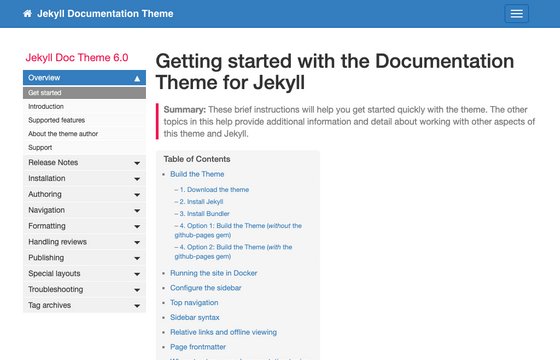 Jekyll Documentation Theme
Jekyll Doc Theme 6.0
Overview
Get started
Introduction
Supported features
About the theme author
Support
Release Notes
Installation
Authoring
Navigation
Formatting
Handling reviews
Publishing
Special layouts
Troubleshooting
Tag archives
Getting started with the Documentation
Theme for Jekyll
Summary: These brief instructions will help you get started quickly with the theme. The other
topics in this help provide additional information and detail about working with other aspects of
this theme and Jekyll.
Table of Contents
Build the Theme
– 1. Download the theme
– 2. Install Jekyll
– 3. Install Bundler
– 4. Option 1: Build the Theme (without the
github-pages gem)
– 4. Option 2: Build the Theme (with the
github-pages gem)
Running the site in Docker
Configure the sidebar
Top navigation
Sidebar syntax
Relative links and offline viewing
Page frontmatter